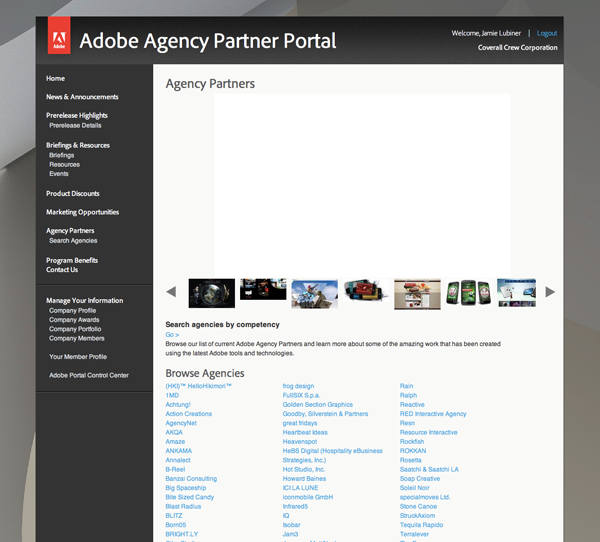 Adobe
Adobe Agency Partner Portal
Welcome, Jamie Lubiner | Logout
Coverall Crew Corporation
Home
News & Announcements
Prerelease Highlights
Prerelease Details
Briefings & Resources
Briefings
Resources
Events
Product Discounts
Marketing Opportunities
Agency Partners
Search Agencies
Program Benefits
Contact Us
Manage Your Information
Company Profile
Company Awards
Company Portfolio
Company Members
Your Member Profile
Adobe Portal Control Center
Agency Partners
Search agencies by competency
Go >
Browse our list of current Adobe Agency Partners and learn more about some of the amazing work that has been created
using the latest Adobe tools and technologies.
Browse Agencies
(HKI)™ HelloHikimori™
1MD
Achtung!
Action Creations
AgencyNet
AKQA
Amaze
ANKAMA
Annalect
B-Reel
Banzai Consulting
Big Spaceship
Bite Sized Candy
Blast Radius
BLITZ
Born05
BRIGHT.LY
frog design
FullSIX S.p.a.
Golden Section Graphics
Goodby, Silverstein & Partners
great fridays
Heartbeat Ideas
Heavenspot
HeBS Digital (Hospitality eBusiness
Strategies, Inc.)
Hot Studio, Inc.
Howard Baines
ICI LA LUNE
iconmobile GmbH
Infrared5
IQ
Isobar
Jam3
Rain
Ralph
Reactive
RED Interactive Agency
Resn
Resource Interactive
Rockfish
ROKKAN
Rosetta
Saatchi & Saatchi LA
Soap Creative
Soleil Noir
specialmoves Ltd.
Stone Canoe
StruckAxiom
Tequila Rapido
Terralever